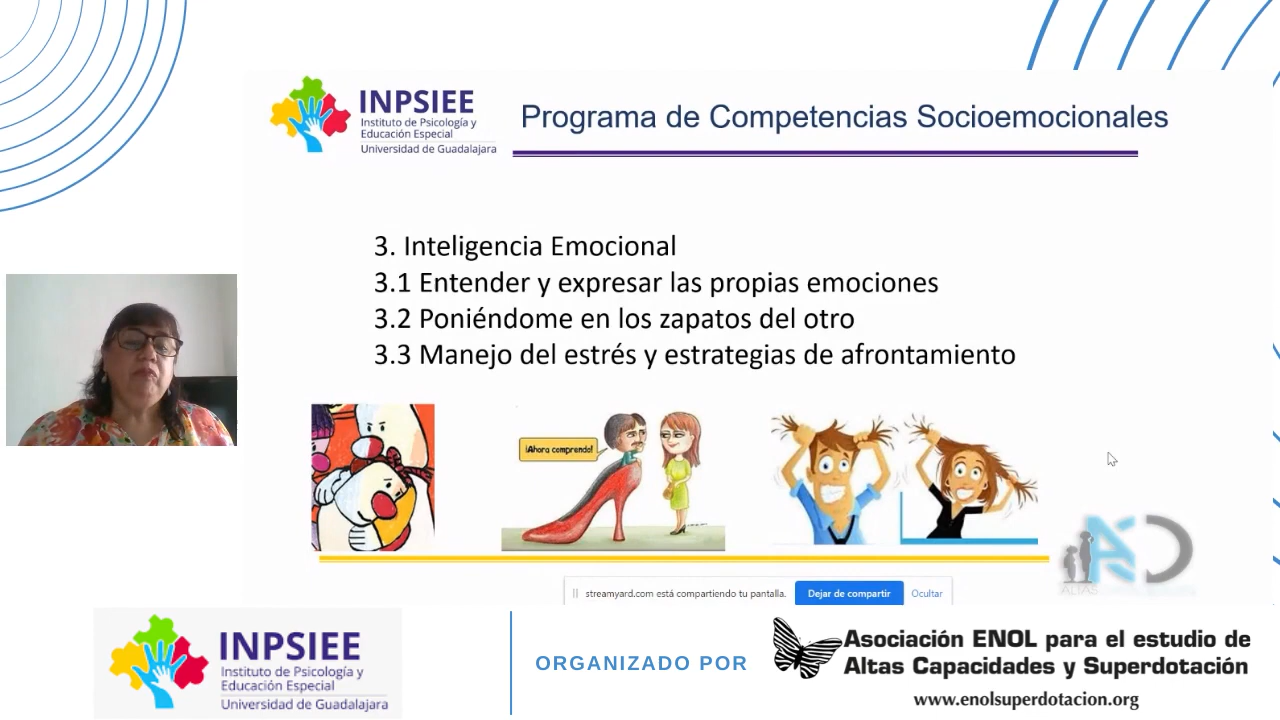 INPSIEE
Instituto de Psicología y
Educación Especial
Universidad de Guadalajara
Programa de Competencias Socioemocionales
3. Inteligencia Emocional
3.1 Entender y expresar las propias emociones
3.2 Poniéndome en los zapatos del otro
3.3 Manejo del estrés y estrategias de afrontamiento
¡Ahora comprendo!
ALTAS
streamyard.com está compartiendo tu pantalla.
Dejar de compartir
Ocultar
INPSIEE
Instituto de Psicología y
Educación Especial
Universidad de Guadalajara
ORGANIZADO POR
Asociación ENOL para el estudio de
Altas Capacidades y Superdotación
www.enolsuperdotacion.org